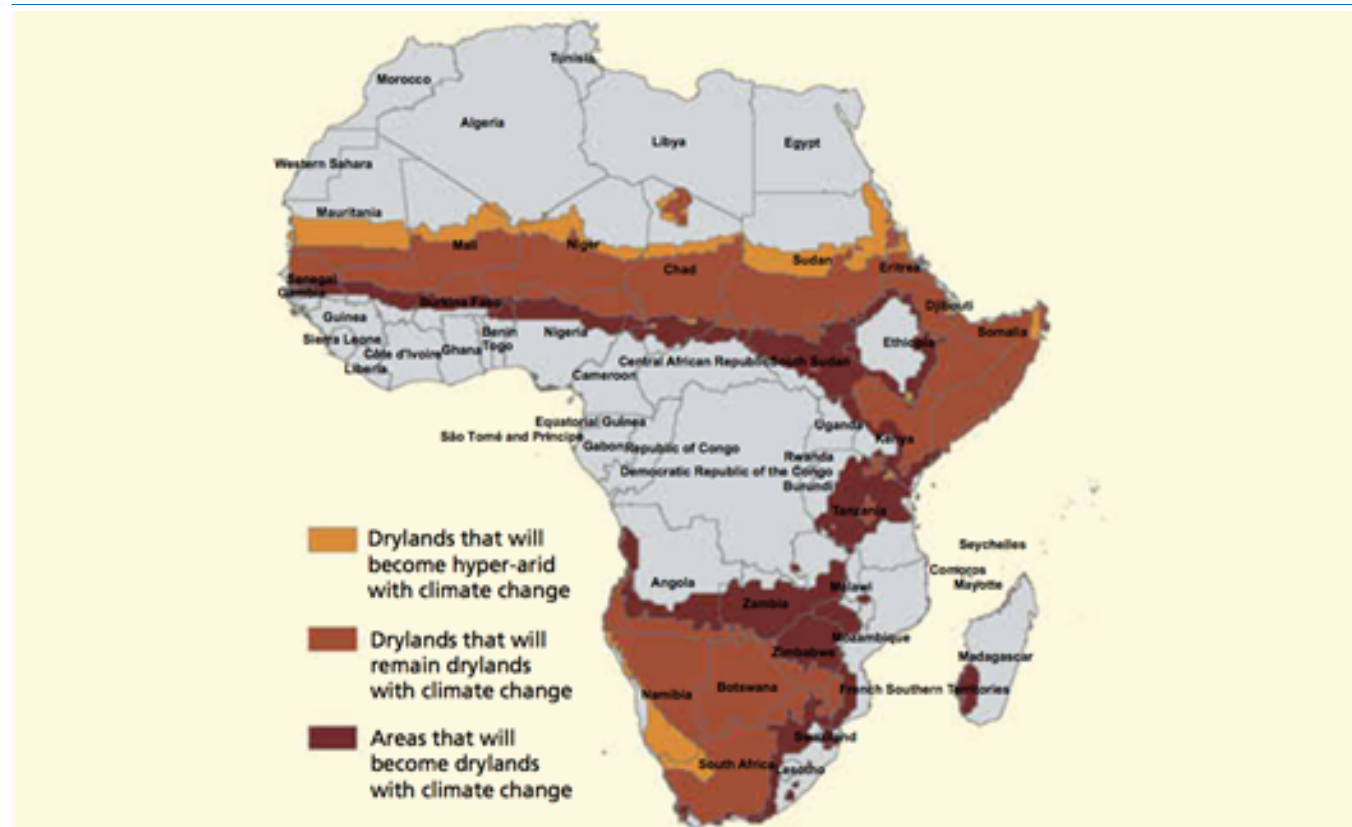 Tunisia
Morocco
Algeria
Libya
Egypt
Western Sahara
Mauritania
Mali
Niger
Chad
Sudan
Eritrea
Senegal
Gambia
Burkina Faso
Djibouti
Guinea
Benin
Nigeria
Somalia
Sierra Leone
Côte d'Ivoire
Ghana
Togo
Ethiopia
Liberia
Central African Republic
South Sudan
Cameroon
Equatorial Guinea
Uganda
São Tomé and Príncipe
Gabon
Republic of Congo
Kenya
Rwanda
Democratic Republic of the Congo
Burundi
Tanzania
Seychelles
Comoros
Mayotte
Angola
Malawi
Zambia
Mozambique
Zimbabwe
Madagascar
Namibia
Botswana
French Southern Territories
Swaziland
South Africa
Lesotho
Drylands that will
become hyper-arid
with climate change
Drylands that will
remain drylands
with climate change
Areas that will
become drylands
with climate change